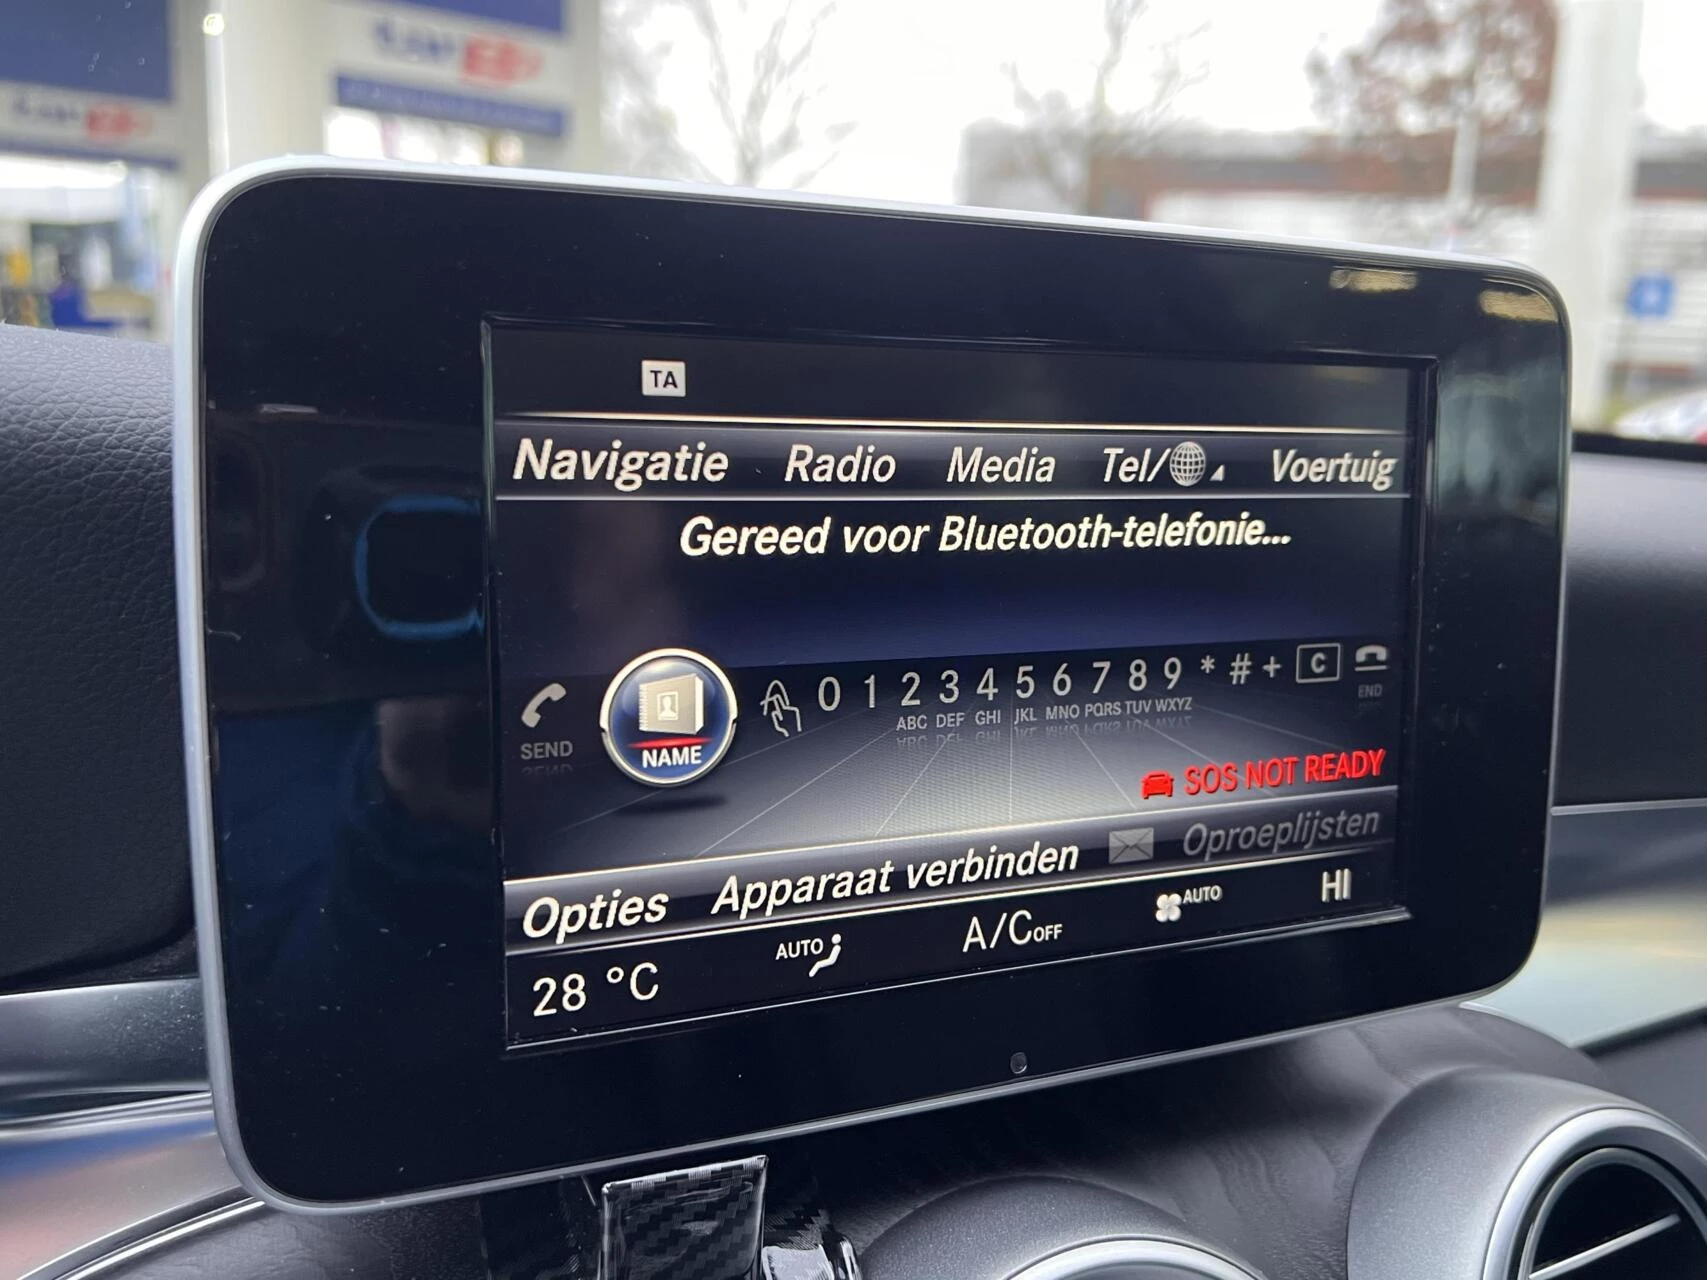 TA
Navigatie Radio Media Tel/ Voertuig
Gereed voor Bluetooth-telefonie...
SEND NAME 0 1 2 3 4 5 6 7 8 9 * # + C END
ABC DEF GHI JKL MNO PQRS TUV WXYZ
SOS NOT READY
Opties Apparaat verbinden Oproeplijsten
28 °C AUTO A/C OFF AUTO HI